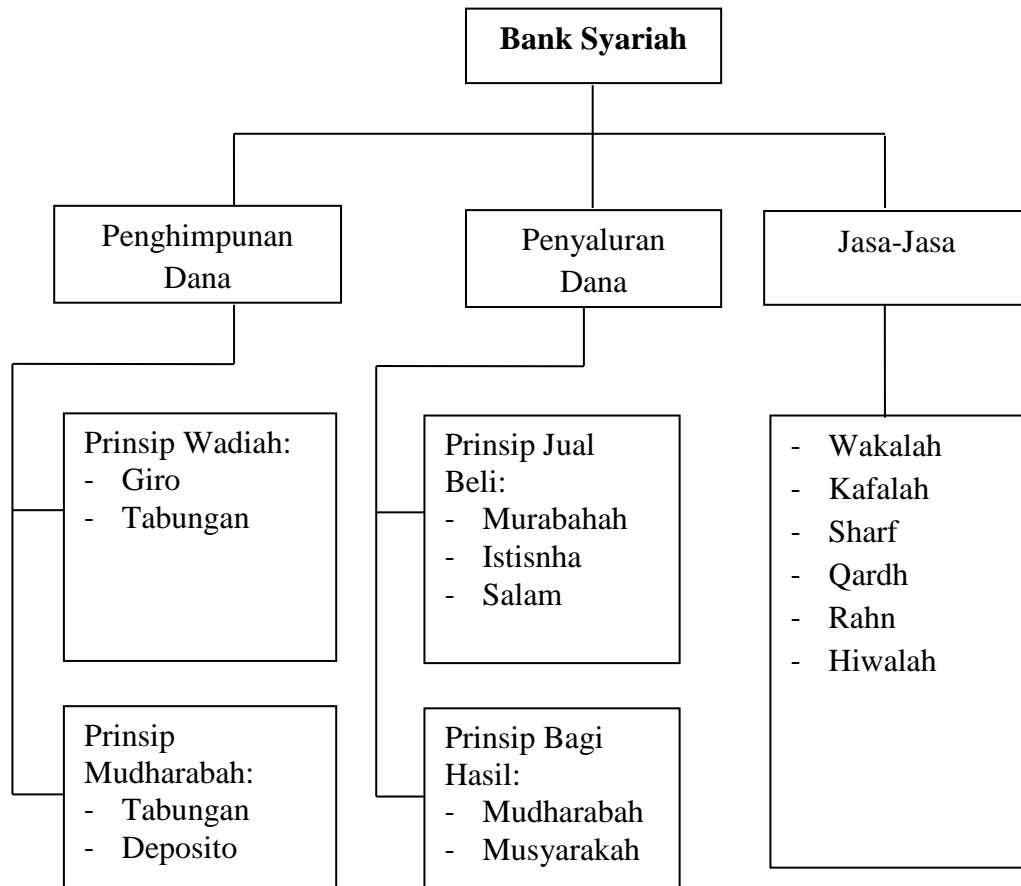 Bank Syariah
Penghimpunan
Dana
Penyaluran
Dana
Jasa-Jasa
Prinsip Wadiah:
- Giro
- Tabungan
Prinsip Mudharabah:
- Tabungan
- Deposito
Prinsip Jual
Beli:
- Murabahah
- Istisnha
- Salam
Prinsip Bagi
Hasil:
- Mudharabah
- Musyarakah
- Wakalah
- Kafalah
- Sharf
- Qardh
- Rahn
- Hiwalah